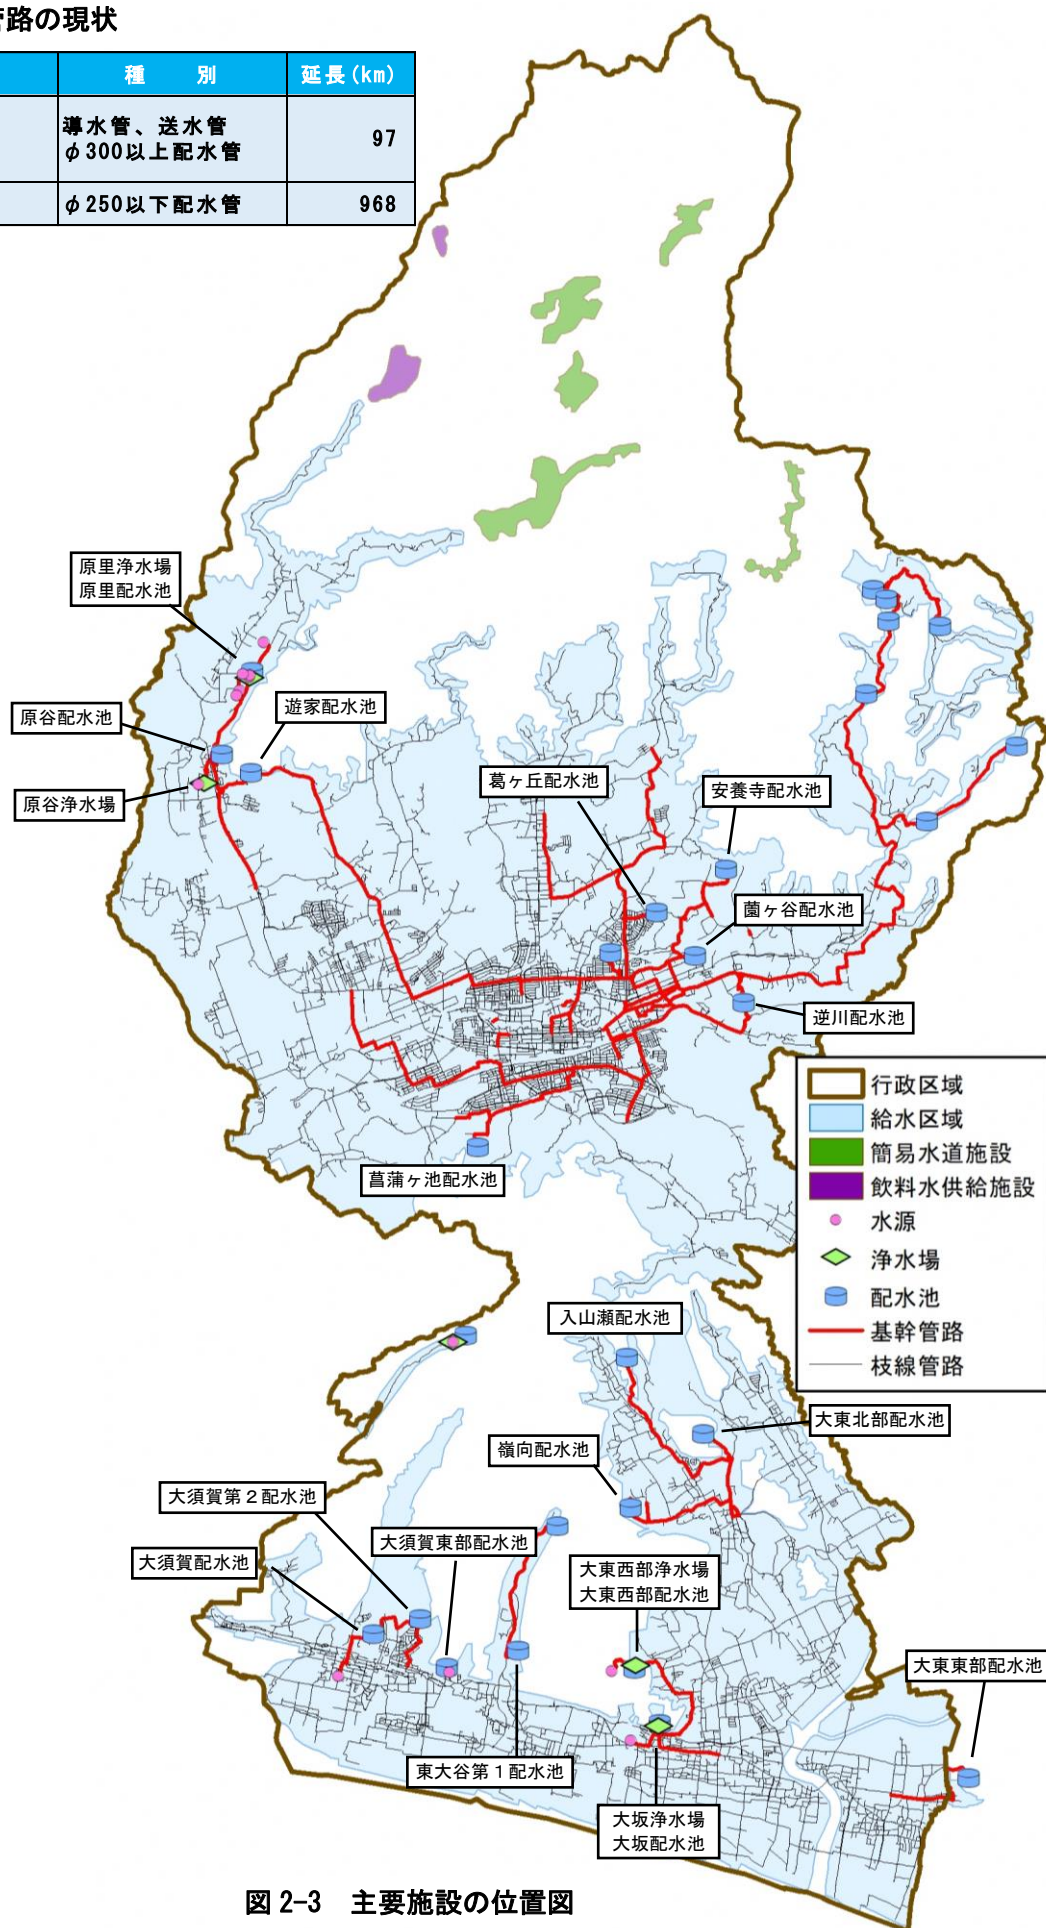 管路の現状
種 別 延長(km)
導水管、送水管
φ300以上配水管 97
φ250以下配水管 968
原里浄水場
原里配水池
原谷配水池
遊家配水池
原谷浄水場
葛ヶ丘配水池
安養寺配水池
薗ヶ谷配水池
逆川配水池
菖蒲ヶ池配水池
行政区域
給水区域
簡易水道施設
飲料水供給施設
水源
浄水場
配水池
基幹管路
枝線管路
入山瀬配水池
大東北部配水池
嶺向配水池
大須賀第2配水池
大須賀東部配水池
大須賀配水池
大東西部浄水場
大東西部配水池
大東東部配水池
東大谷第1配水池
大坂浄水場
大坂配水池
図 2-3 主要施設の位置図